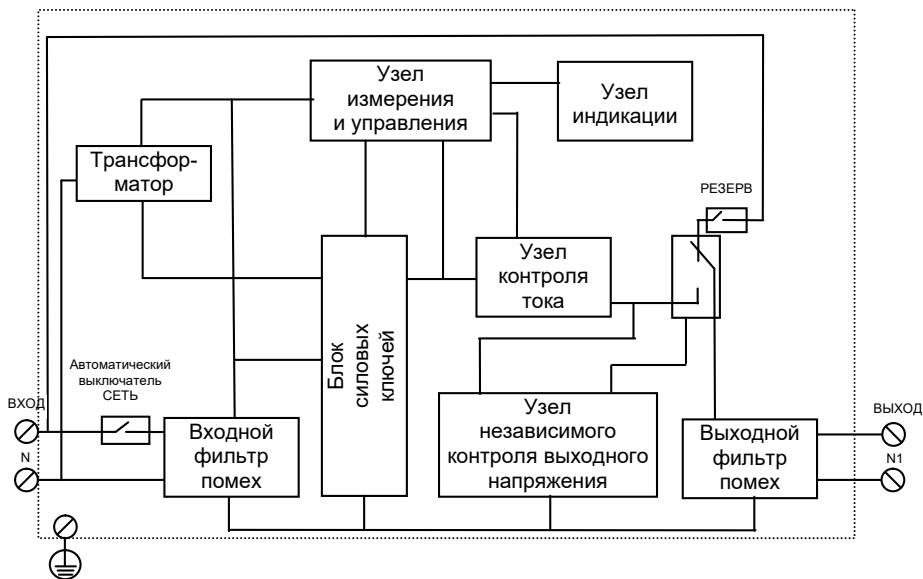 Узел
измерения
и управления
Узел
индикации
Трансфор-
матор
РЕЗЕРВ
Узел
контроля
тока
Блок
силовых
ключей
Автоматический
выключатель
СЕТЬ
ВХОД
N
Входной
фильтр
помех
Узел
независимого
контроля выходного
напряжения
Выходной
фильтр
помех
ВЫХОД
N1